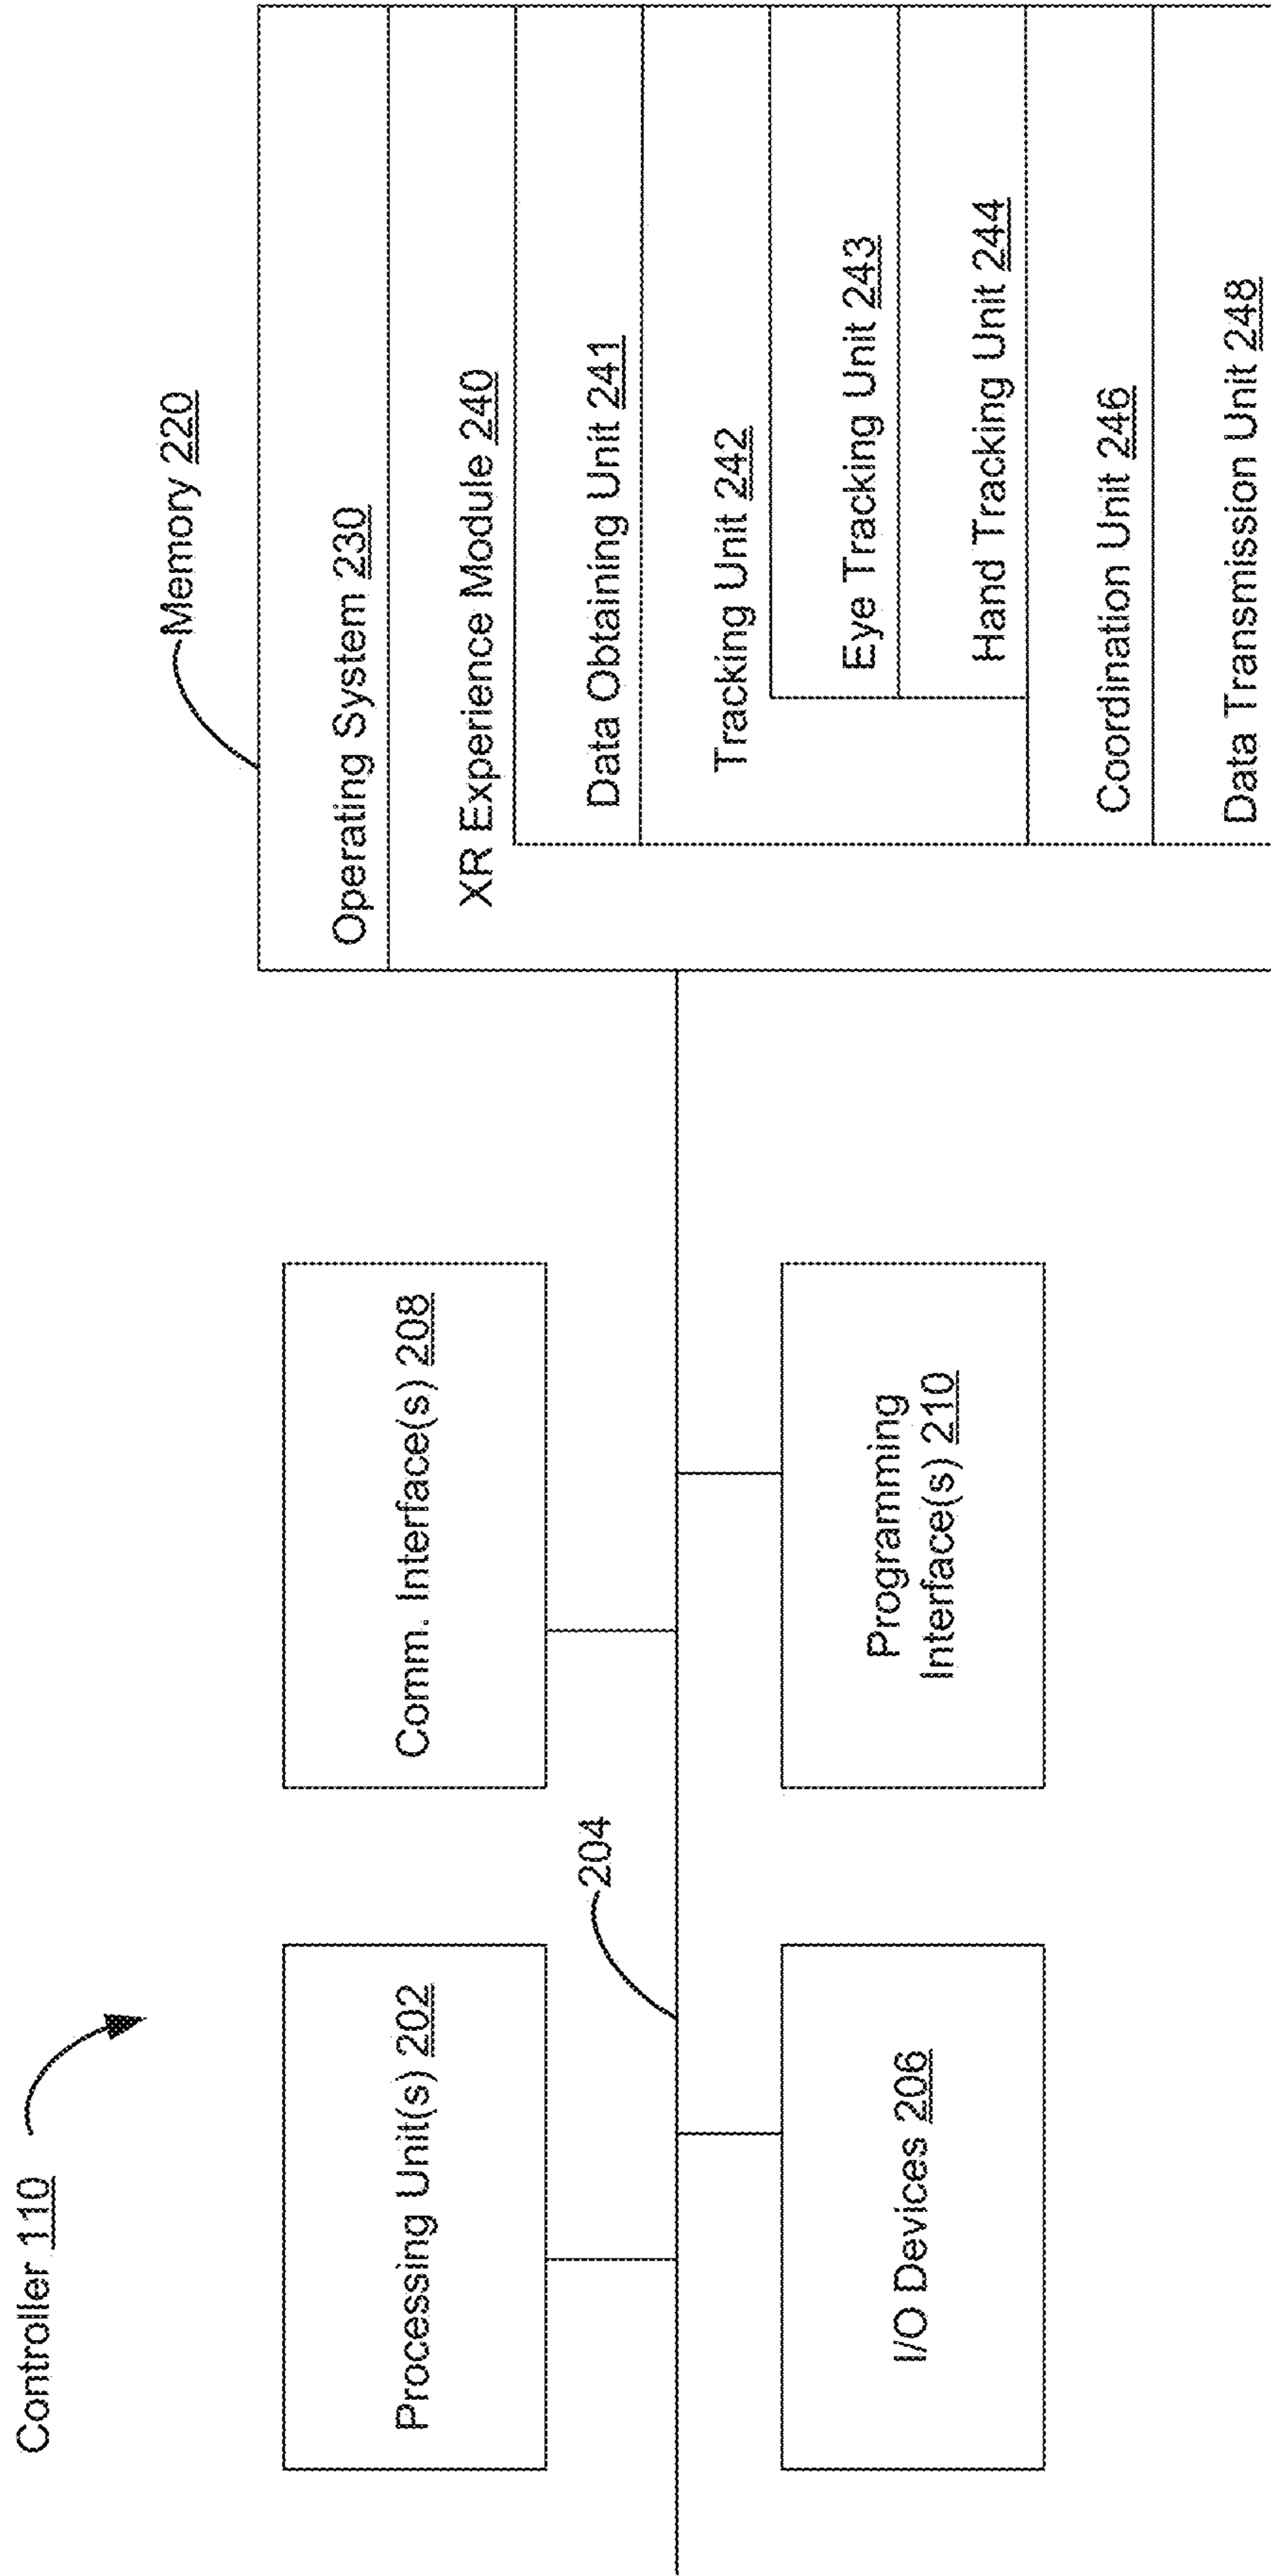 Controller 110
Memory 220
Processing Unit(s) 202
Comm. Interface(s) 208
204
I/O Devices 206
Programming
Interface(s) 210
Operating System 230
XR Experience Module 240
Data Obtaining Unit 241
Tracking Unit 242
Eye Tracking Unit 243
Hand Tracking Unit 244
Coordination Unit 246
Data Transmission Unit 248